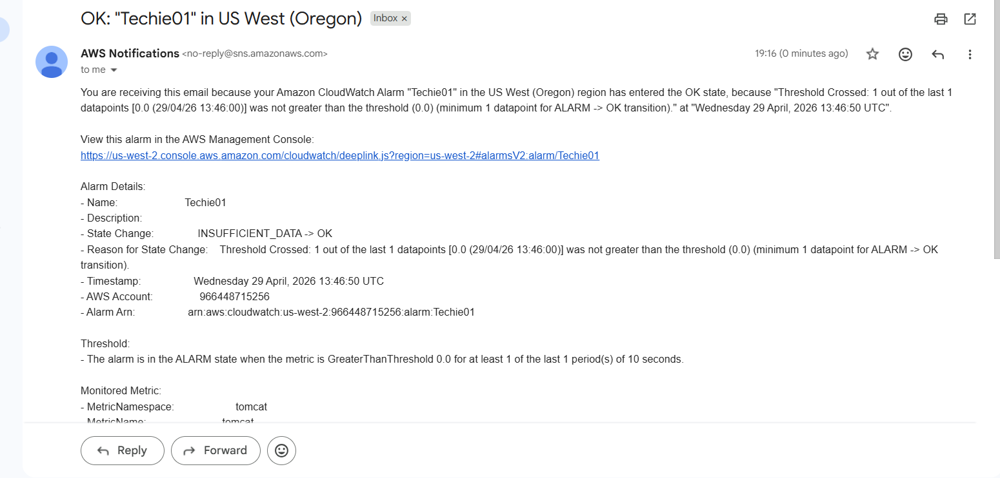 OK: "Techie01" in US West (Oregon) Inbox ×
AWS Notifications <no-reply@sns.amazonaws.com> 19:16 (0 minutes ago)
to me
You are receiving this email because your Amazon CloudWatch Alarm "Techie01" in the US West (Oregon) region has entered the OK state, because "Threshold Crossed: 1 out of the last 1
datapoints [0.0 (29/04/26 13:46:00)] was not greater than the threshold (0.0) (minimum 1 datapoint for ALARM -> OK transition)." at "Wednesday 29 April, 2026 13:46:50 UTC".
View this alarm in the AWS Management Console:
https://us-west-2.console.aws.amazon.com/cloudwatch/deeplink.js?region=us-west-2#alarmsV2:alarm/Techie01
Alarm Details:
- Name: Techie01
- Description:
- State Change: INSUFFICIENT_DATA -> OK
- Reason for State Change: Threshold Crossed: 1 out of the last 1 datapoints [0.0 (29/04/26 13:46:00)] was not greater than the threshold (0.0) (minimum 1 datapoint for ALARM -> OK
transition).
- Timestamp: Wednesday 29 April, 2026 13:46:50 UTC
- AWS Account: 966448715256
- Alarm Arn: arn:aws:cloudwatch:us-west-2:966448715256:alarm:Techie01
Threshold:
- The alarm is in the ALARM state when the metric is GreaterThanThreshold 0.0 for at least 1 of the last 1 period(s) of 10 seconds.
Monitored Metric:
- MetricNamespace: tomcat
- MetricName: tomcat
Reply
Forward